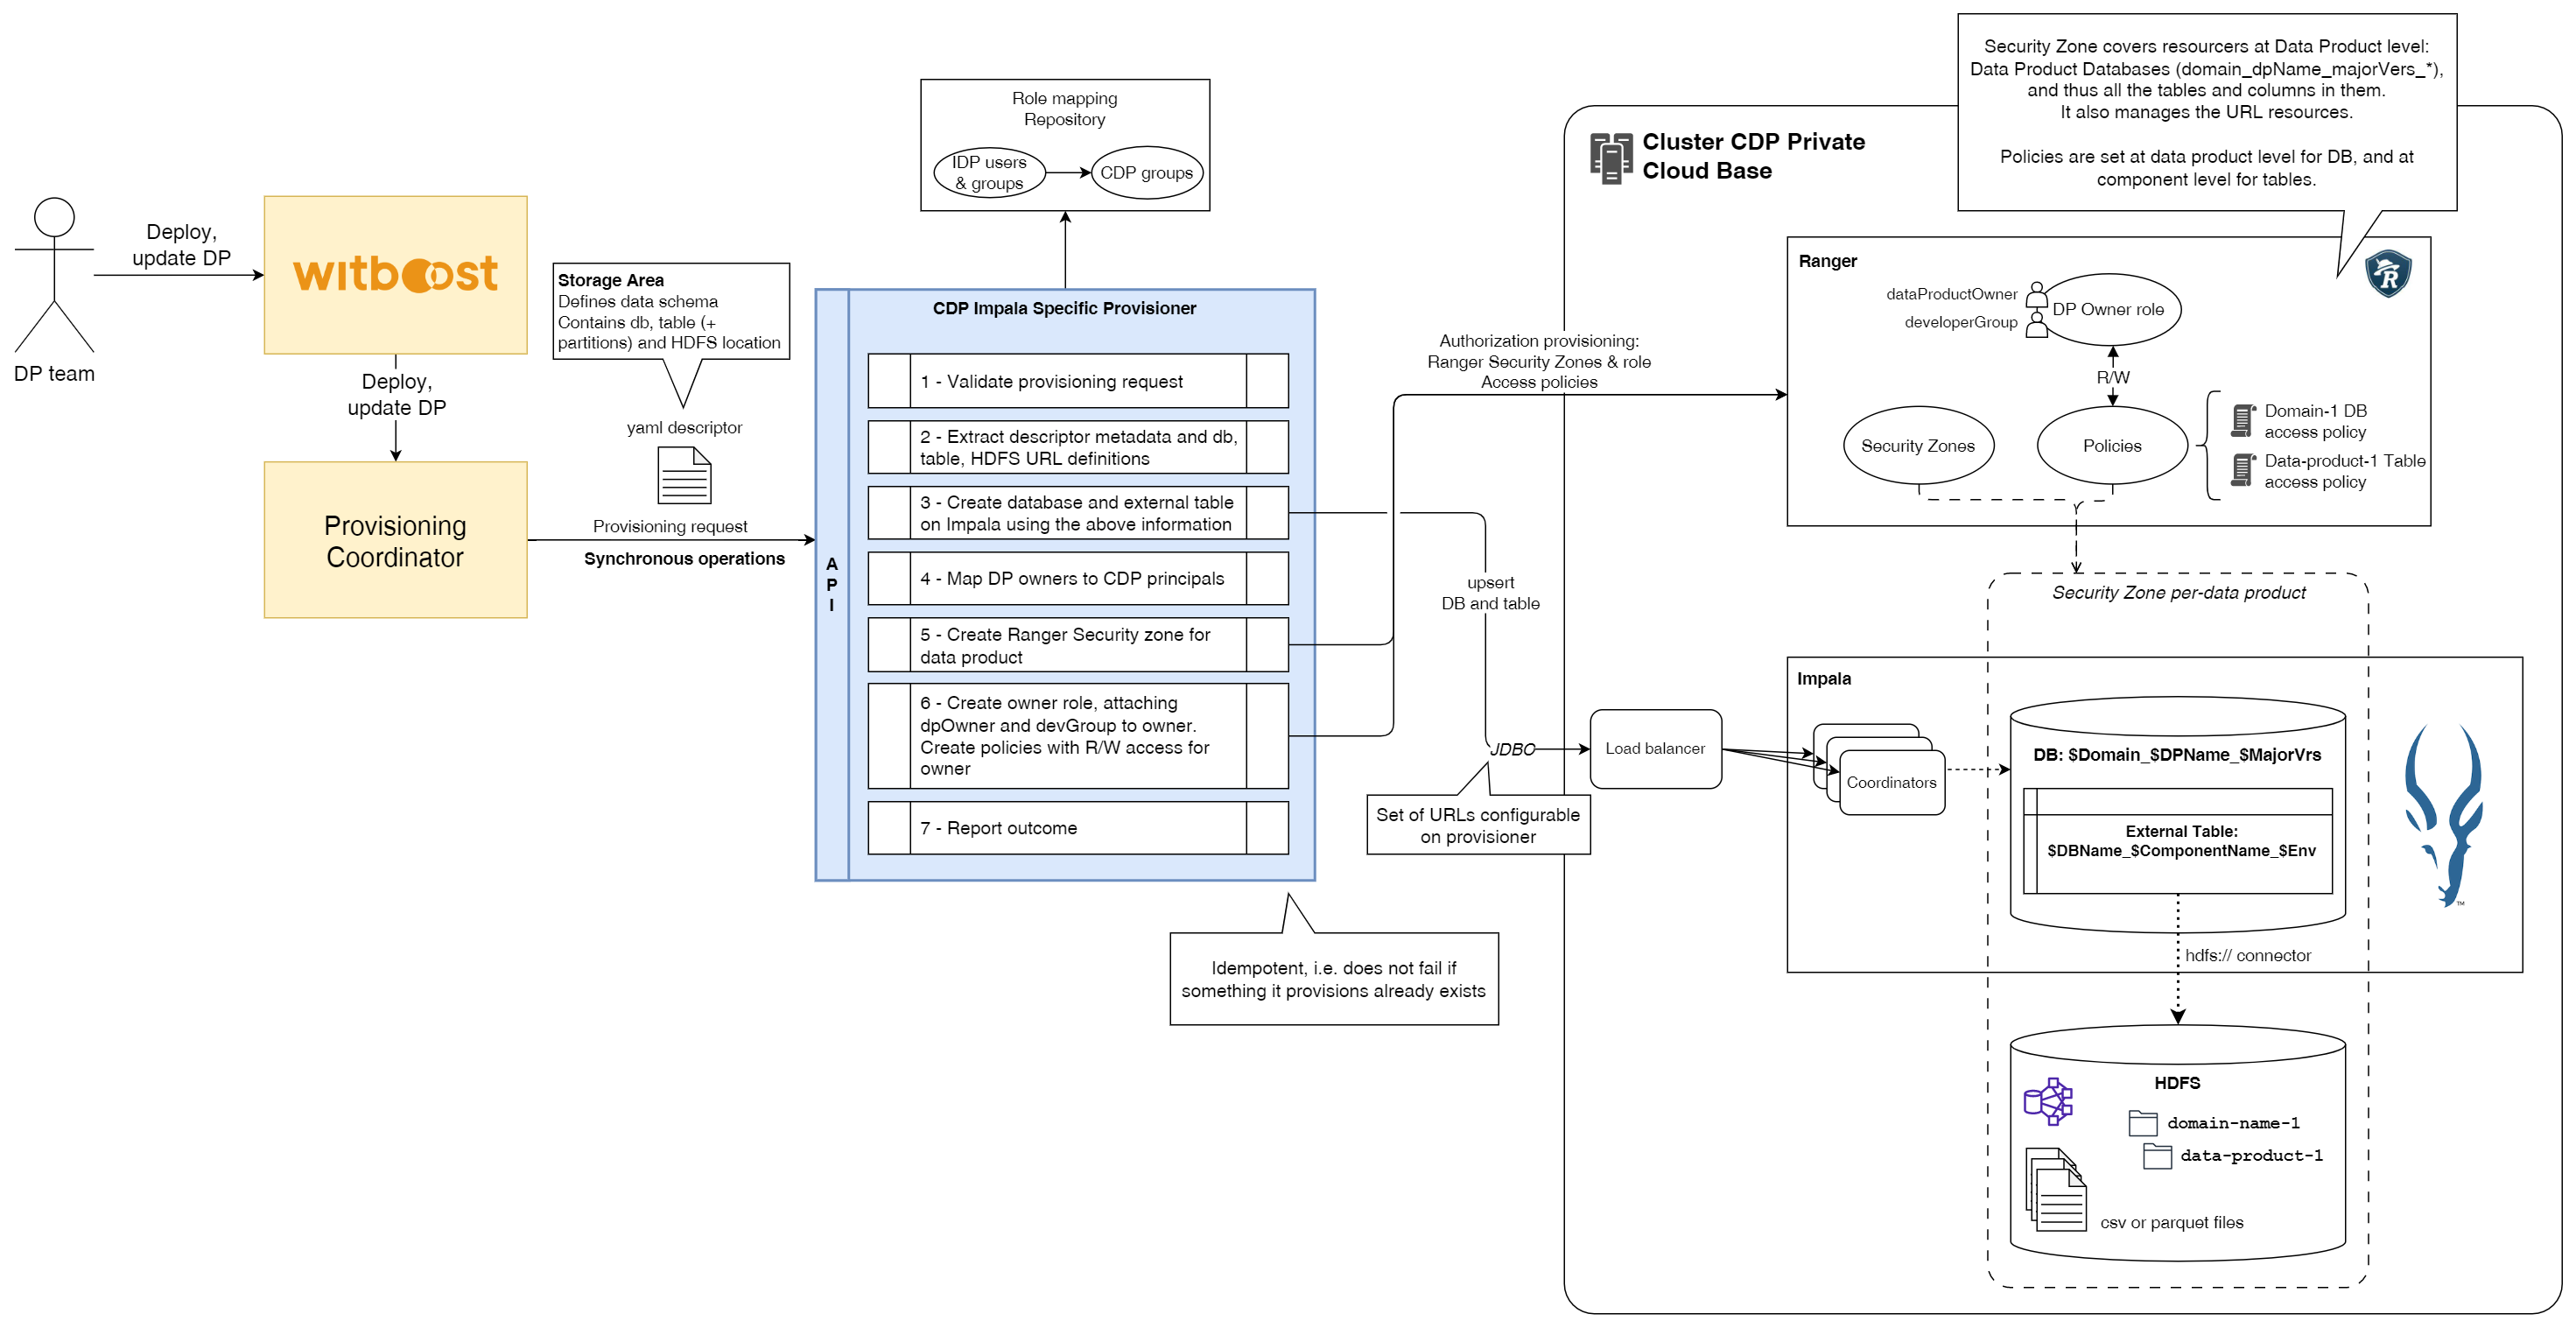 Security Zone covers resourcers at Data Product level:
Data Product Databases (domain_dpName_majorVers_*),
and thus all the tables and columns in them.
It also manages the URL resources.
Policies are set at data product level for DB, and at
component level for tables.
Role mapping
Repository
IDP users
& groups
CDP groups
Cluster CDP Private
Cloud Base
Deploy,
update DP
witboost
DP team
Deploy,
update DP
Storage Area
Defines data schema
Contains db, table (+
partitions) and HDFS location
yaml descriptor
Provisioning
Coordinator
Provisioning request
Synchronous operations
A
P
I
CDP Impala Specific Provisioner
1 - Validate provisioning request
2 - Extract descriptor metadata and db,
table, HDFS URL definitions
3 - Create database and external table
on Impala using the above information
4 - Map DP owners to CDP principals
5 - Create Ranger Security zone for
data product
6 - Create owner role, attaching
dpOwner and devGroup to owner.
Create policies with R/W access for
owner
7 - Report outcome
Idempotent, i.e. does not fail if
something it provisions already exists
Authorization provisioning:
Ranger Security Zones & role
Access policies
upsert
DB and table
JDBC
Set of URLs configurable
on provisioner
Load balancer
Ranger
R
dataProductOwner
developerGroup
DP Owner role
R/W
Security Zones
Policies
Domain-1 DB
access policy
Data-product-1 Table
access policy
Security Zone per-data product
Impala
Coordinators
DB: $Domain_$DPName_$MajorVrs
External Table:
$DBName_$ComponentName_$Env
TM
hdfs:// connector
HDFS
domain-name-1
data-product-1
csv or parquet files